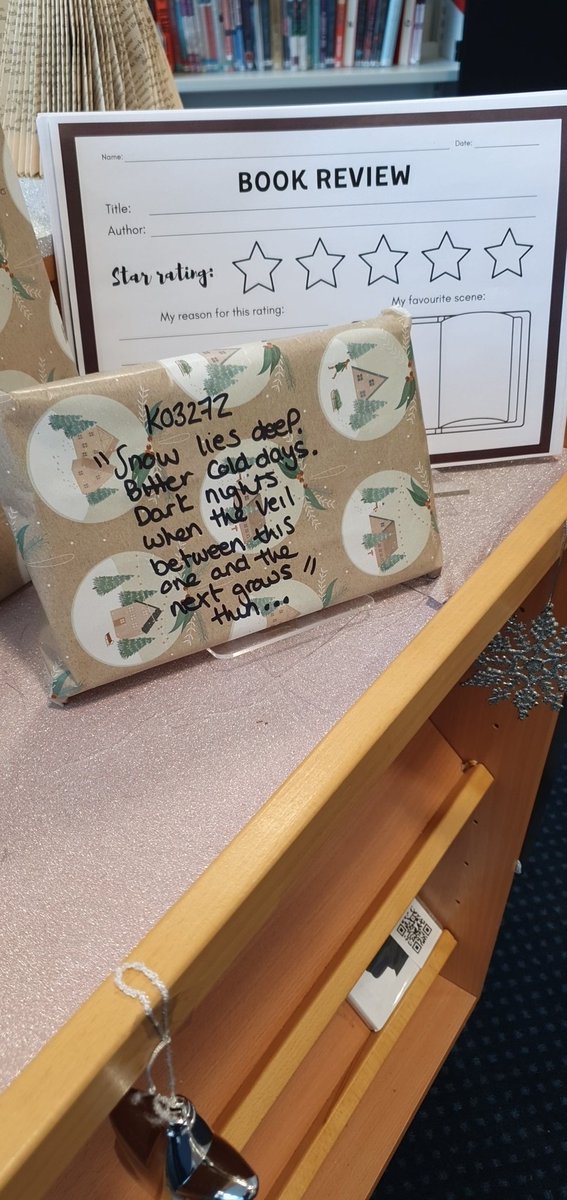 Name:
Date:
BOOK REVIEW
Title:
Author:
Star rating:
My reason for this rating:
My favourite scene:
K03272
"Snow lies deep.
Bitter Cold days.
Dark nights
when the veil
between this
one and the
next grows"
thin...